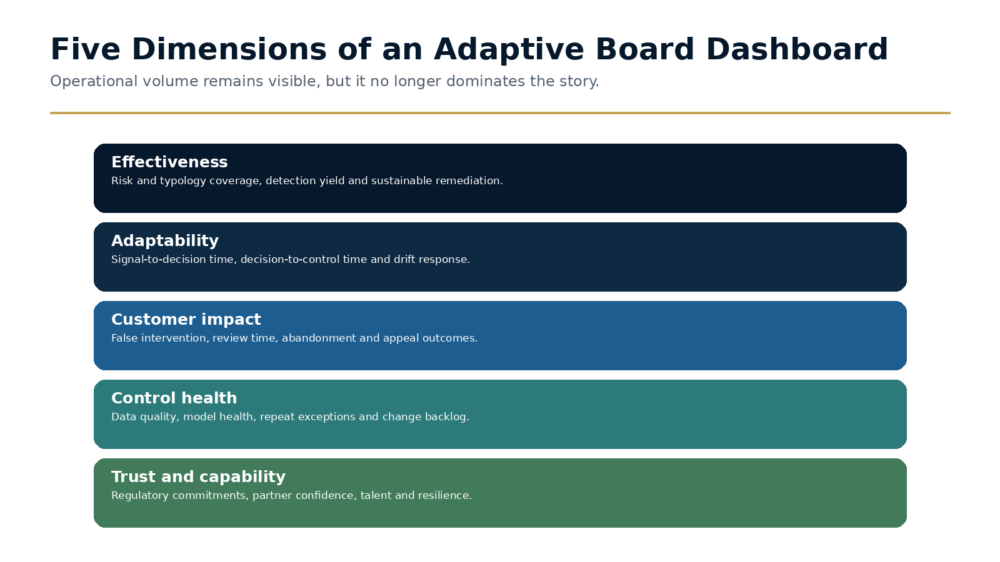 Five Dimensions of an Adaptive Board Dashboard
Operational volume remains visible, but it no longer dominates the story.
Effectiveness
Risk and typology coverage, detection yield and sustainable remediation.
Adaptability
Signal-to-decision time, decision-to-control time and drift response.
Customer impact
False intervention, review time, abandonment and appeal outcomes.
Control health
Data quality, model health, repeat exceptions and change backlog.
Trust and capability
Regulatory commitments, partner confidence, talent and resilience.